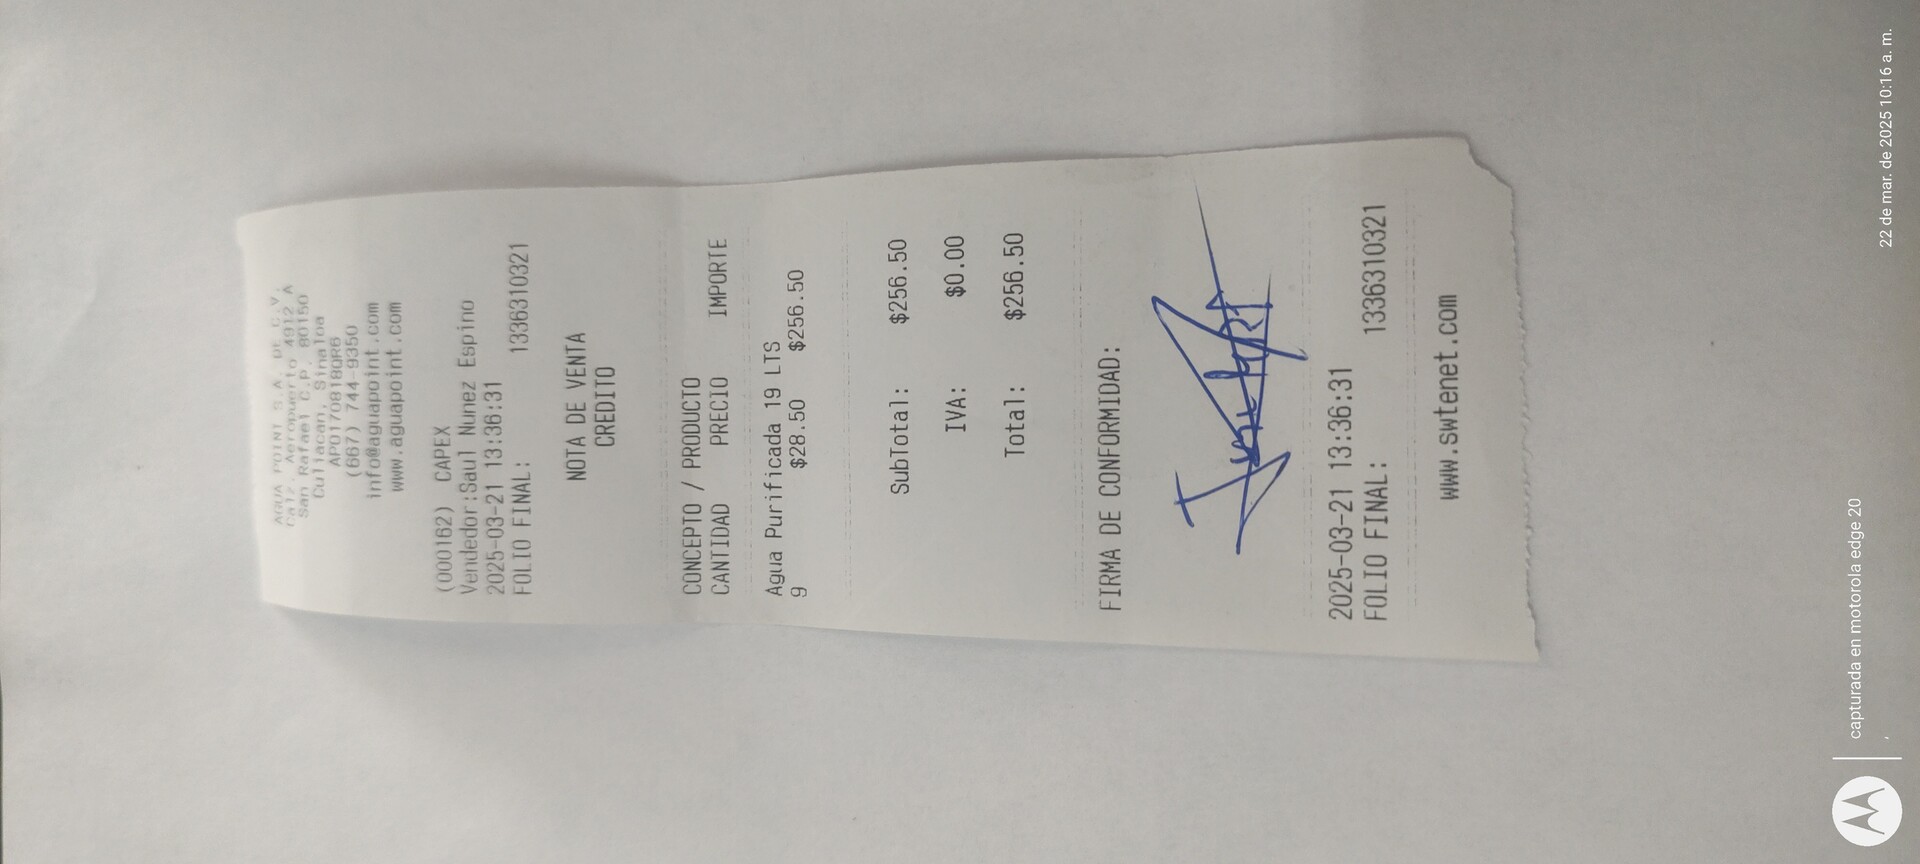 AQUA POINT S.A. DE C.V.
Calz. Aeropuerto 4912 A
San Rafael C.P. 80150
Culiacan, Sinaloa
APO170818QR6
(667) 744-9350
info@aguapoint.com
www.aguapoint.com
(000162) CAPEX
Vendedor:Saul Nunez Espino
2025-03-21 13:36:31
FOLIO FINAL: 1336310321
NOTA DE VENTA
CREDITO
CONCEPTO / PRODUCTO
CANTIDAD PRECIO IMPORTE
Agua Purificada 19 LTS
9 $28.50 $256.50
SubTotal: $256.50
IVA: $0.00
Total: $256.50
FIRMA DE CONFORMIDAD:
2025-03-21 13:36:31
FOLIO FINAL: 1336310321
www.swtenet.com
capturada en motorola edge 20
22 de mar. de 2025 10:16 a. m.